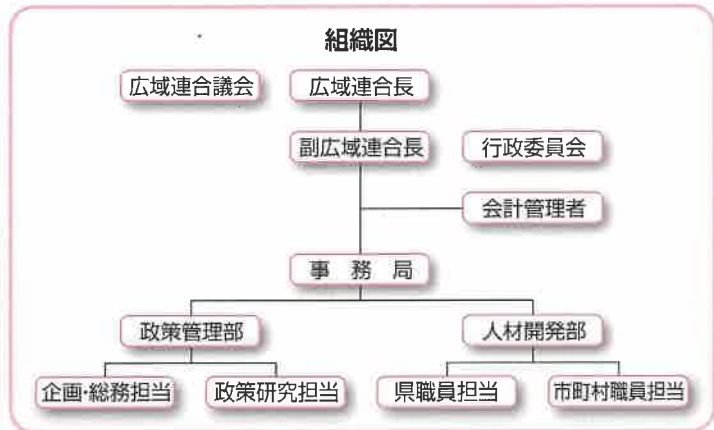 組織図
広域連合議会
広域連合長
副広域連合長
行政委員会
会計管理者
事務局
政策管理部
人材開発部
企画・総務担当
政策研究担当
県職員担当
市町村職員担当